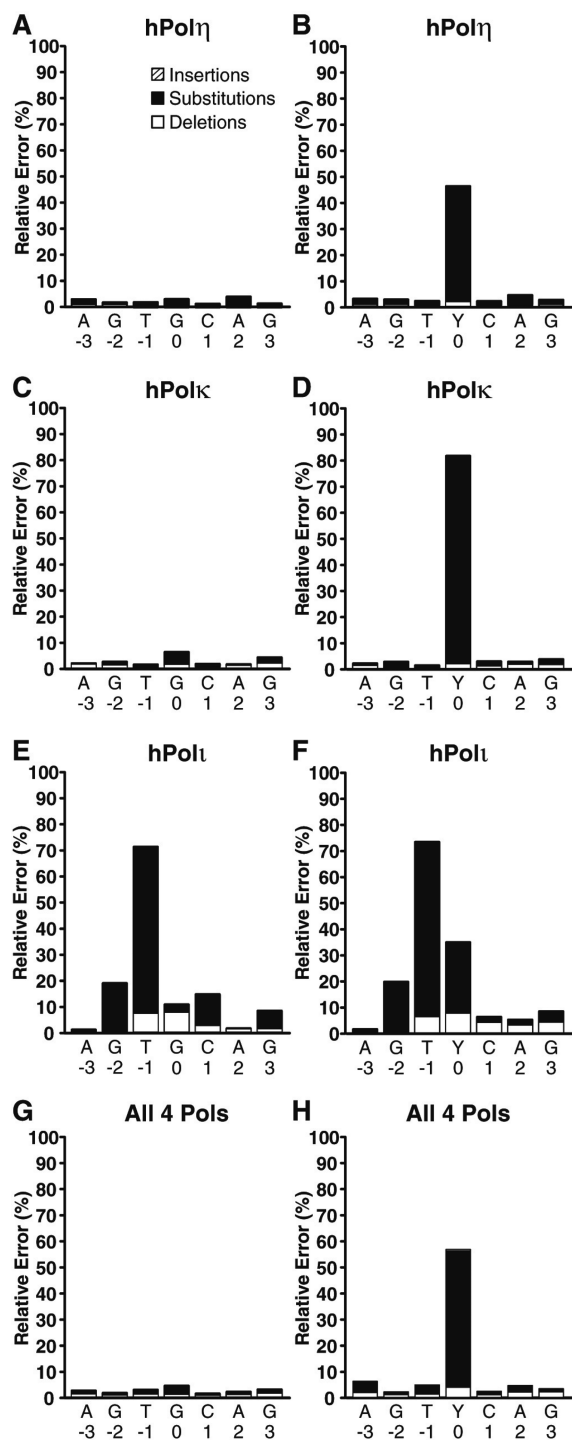 A
hPolη
Relative Error (%)
100
90
80
70
60
50
40
30
20
10
0
Insertions
Substitutions
Deletions
A G T G C A G
-3 -2 -1 0 1 2 3
B
hPolη
Relative Error (%)
100
90
80
70
60
50
40
30
20
10
0
A G T Y C A G
-3 -2 -1 0 1 2 3
C
hPolκ
Relative Error (%)
100
90
80
70
60
50
40
30
20
10
0
A G T G C A G
-3 -2 -1 0 1 2 3
D
hPolκ
Relative Error (%)
100
90
80
70
60
50
40
30
20
10
0
A G T Y C A G
-3 -2 -1 0 1 2 3
E
hPolι
Relative Error (%)
100
90
80
70
60
50
40
30
20
10
0
A G T G C A G
-3 -2 -1 0 1 2 3
F
hPolι
Relative Error (%)
100
90
80
70
60
50
40
30
20
10
0
A G T Y C A G
-3 -2 -1 0 1 2 3
G
All 4 Pols
Relative Error (%)
100
90
80
70
60
50
40
30
20
10
0
A G T G C A G
-3 -2 -1 0 1 2 3
H
All 4 Pols
Relative Error (%)
100
90
80
70
60
50
40
30
20
10
0
A G T Y C A G
-3 -2 -1 0 1 2 3